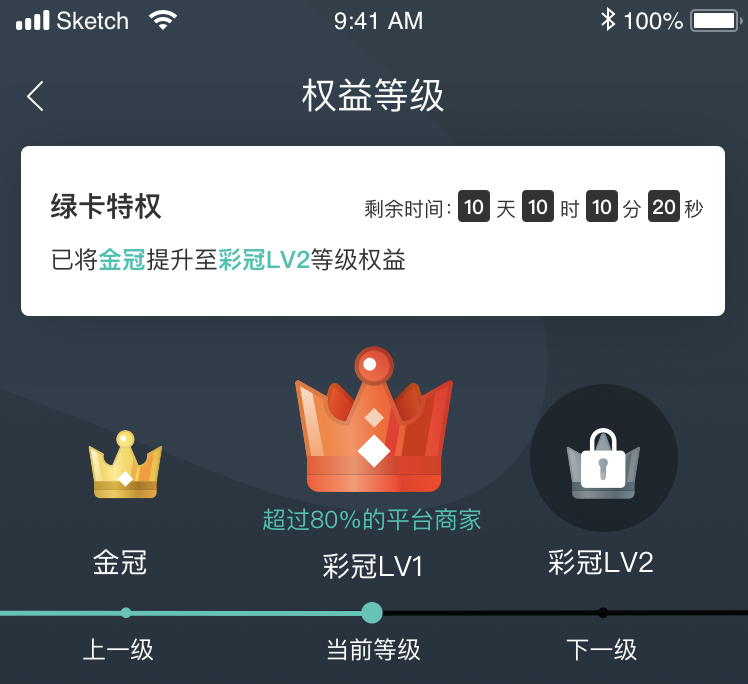 Sketch 9:41 AM 100%
权益等级
绿卡特权 剩余时间: 10 天 10 时 10 分 20 秒
已将金冠提升至彩冠LV2等级权益
超过80%的平台商家
金冠 彩冠LV1 彩冠LV2
上一级 当前等级 下一级